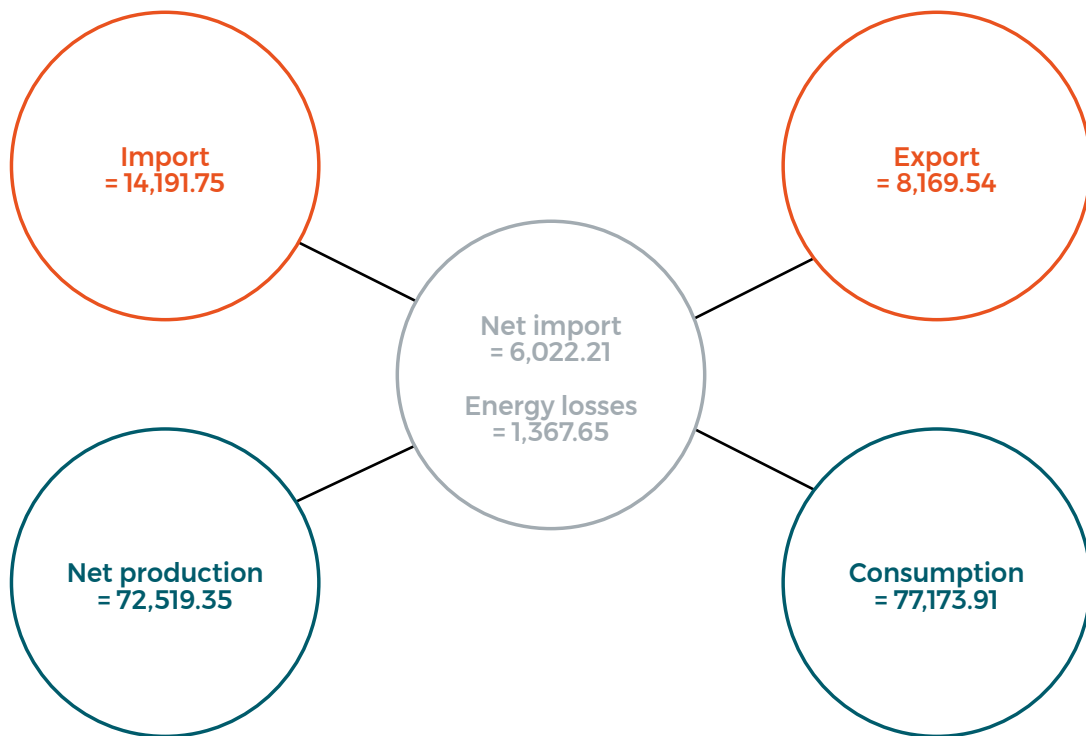 Import
= 14,191.75
Export
= 8,169.54
Net import
= 6,022.21
Energy losses
= 1,367.65
Net production
= 72,519.35
Consumption
= 77,173.91